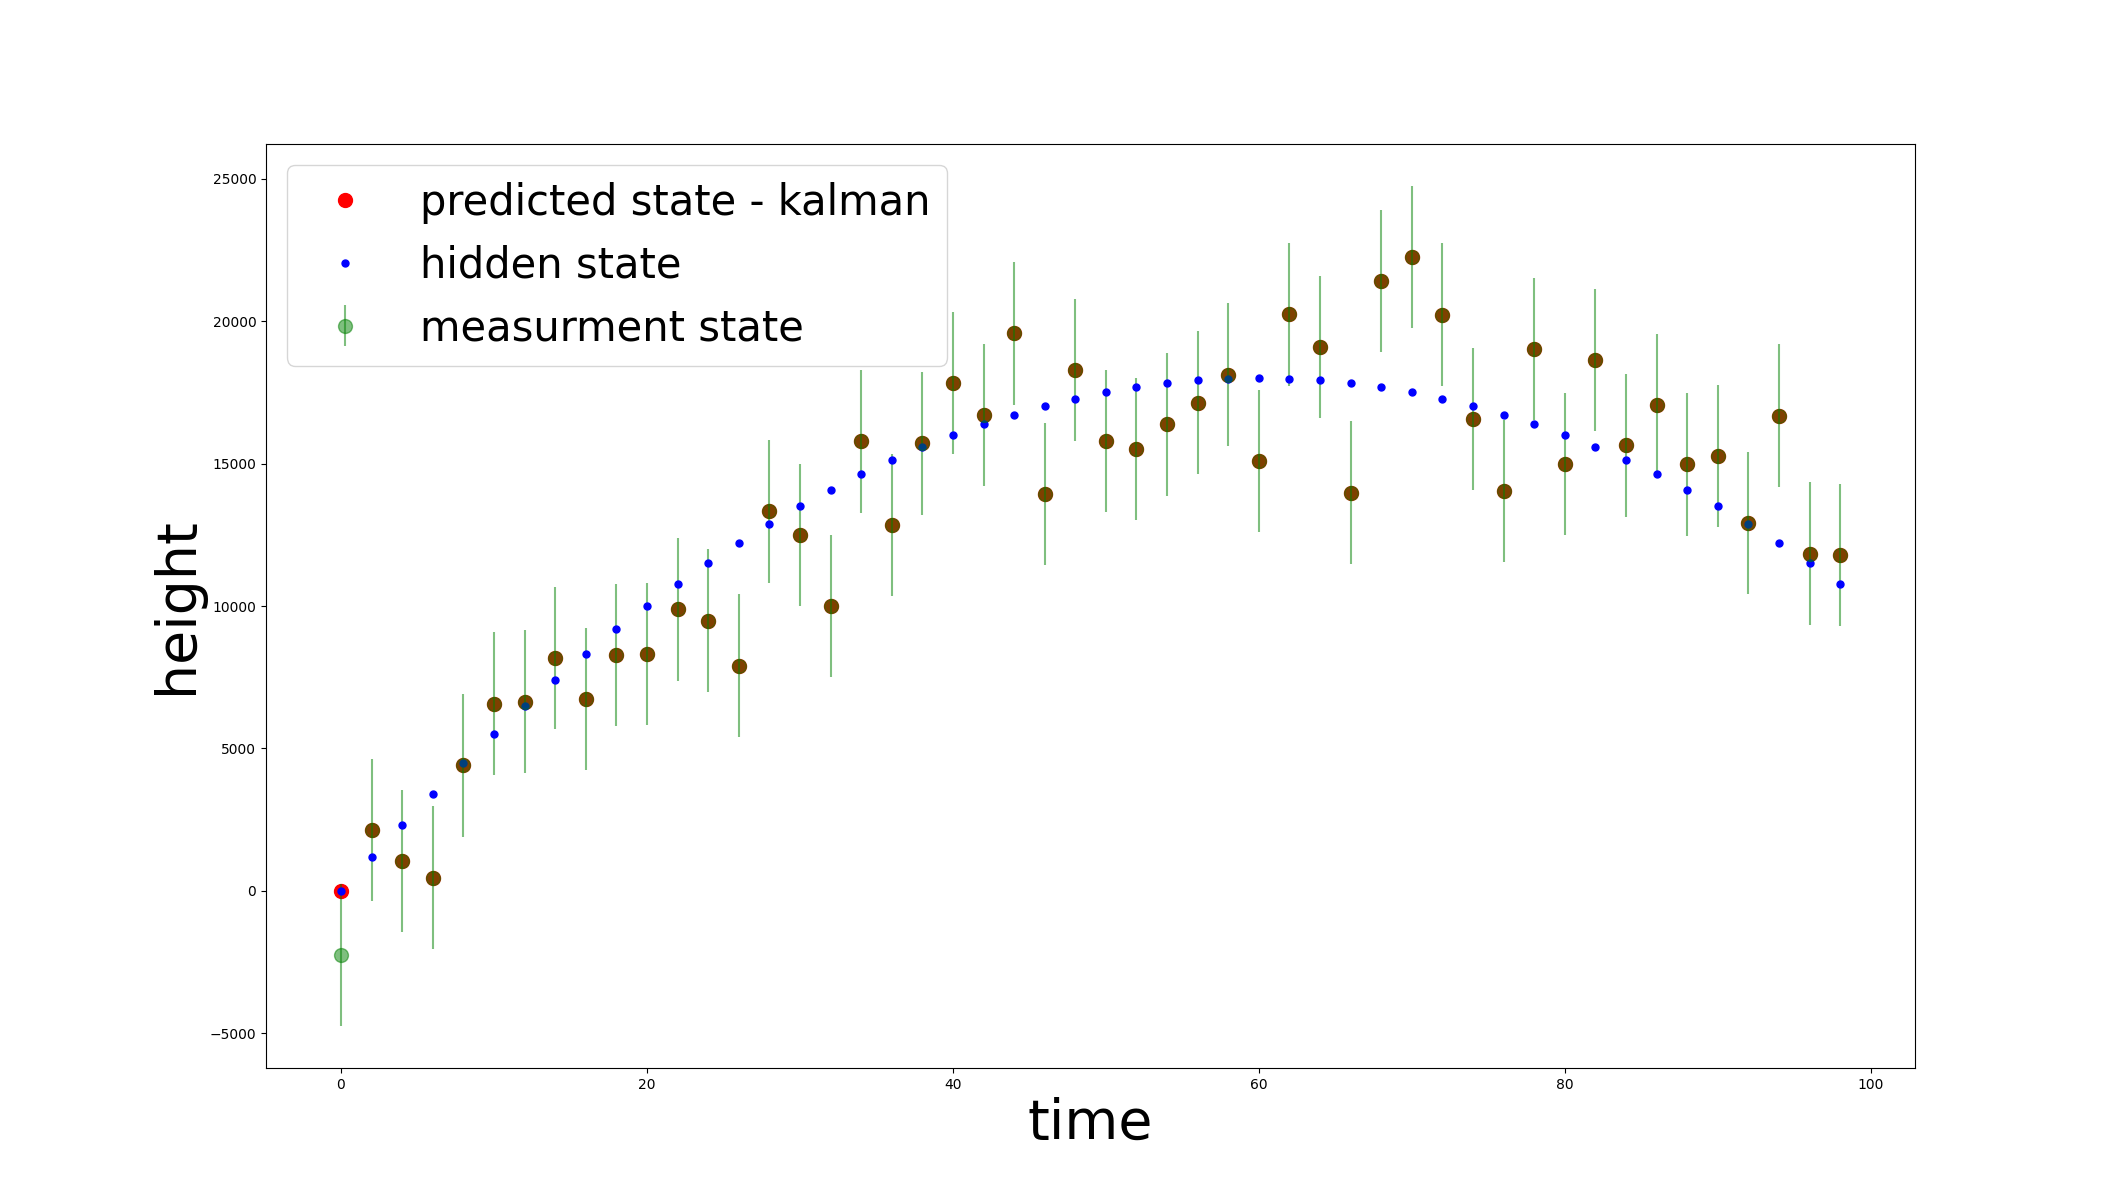 predicted state - kalman
hidden state
measurment state
25000
20000
15000
10000
5000
0
−5000
height
0 20 40 60 80 100
time